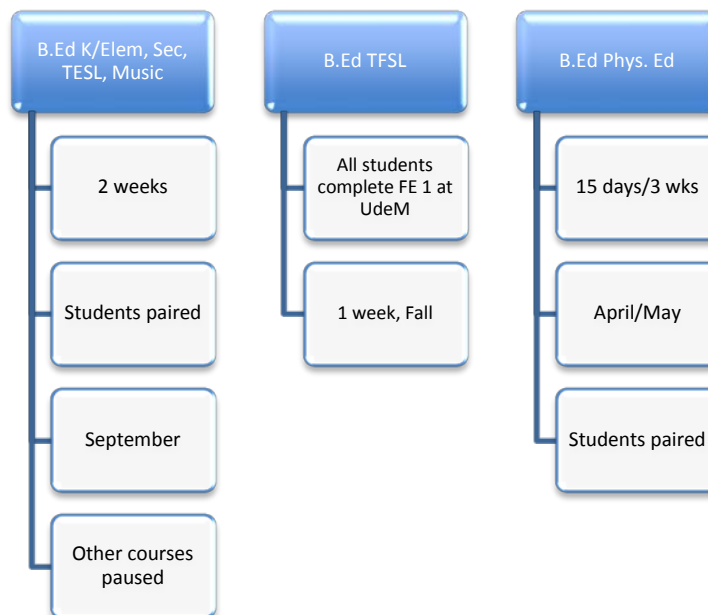 B.Ed K/Elem, Sec,
TESL, Music
2 weeks
Students paired
September
Other courses
paused
B.Ed TFSL
All students
complete FE 1 at
UdeM
1 week, Fall
B.Ed Phys. Ed
15 days/3 wks
April/May
Students paired